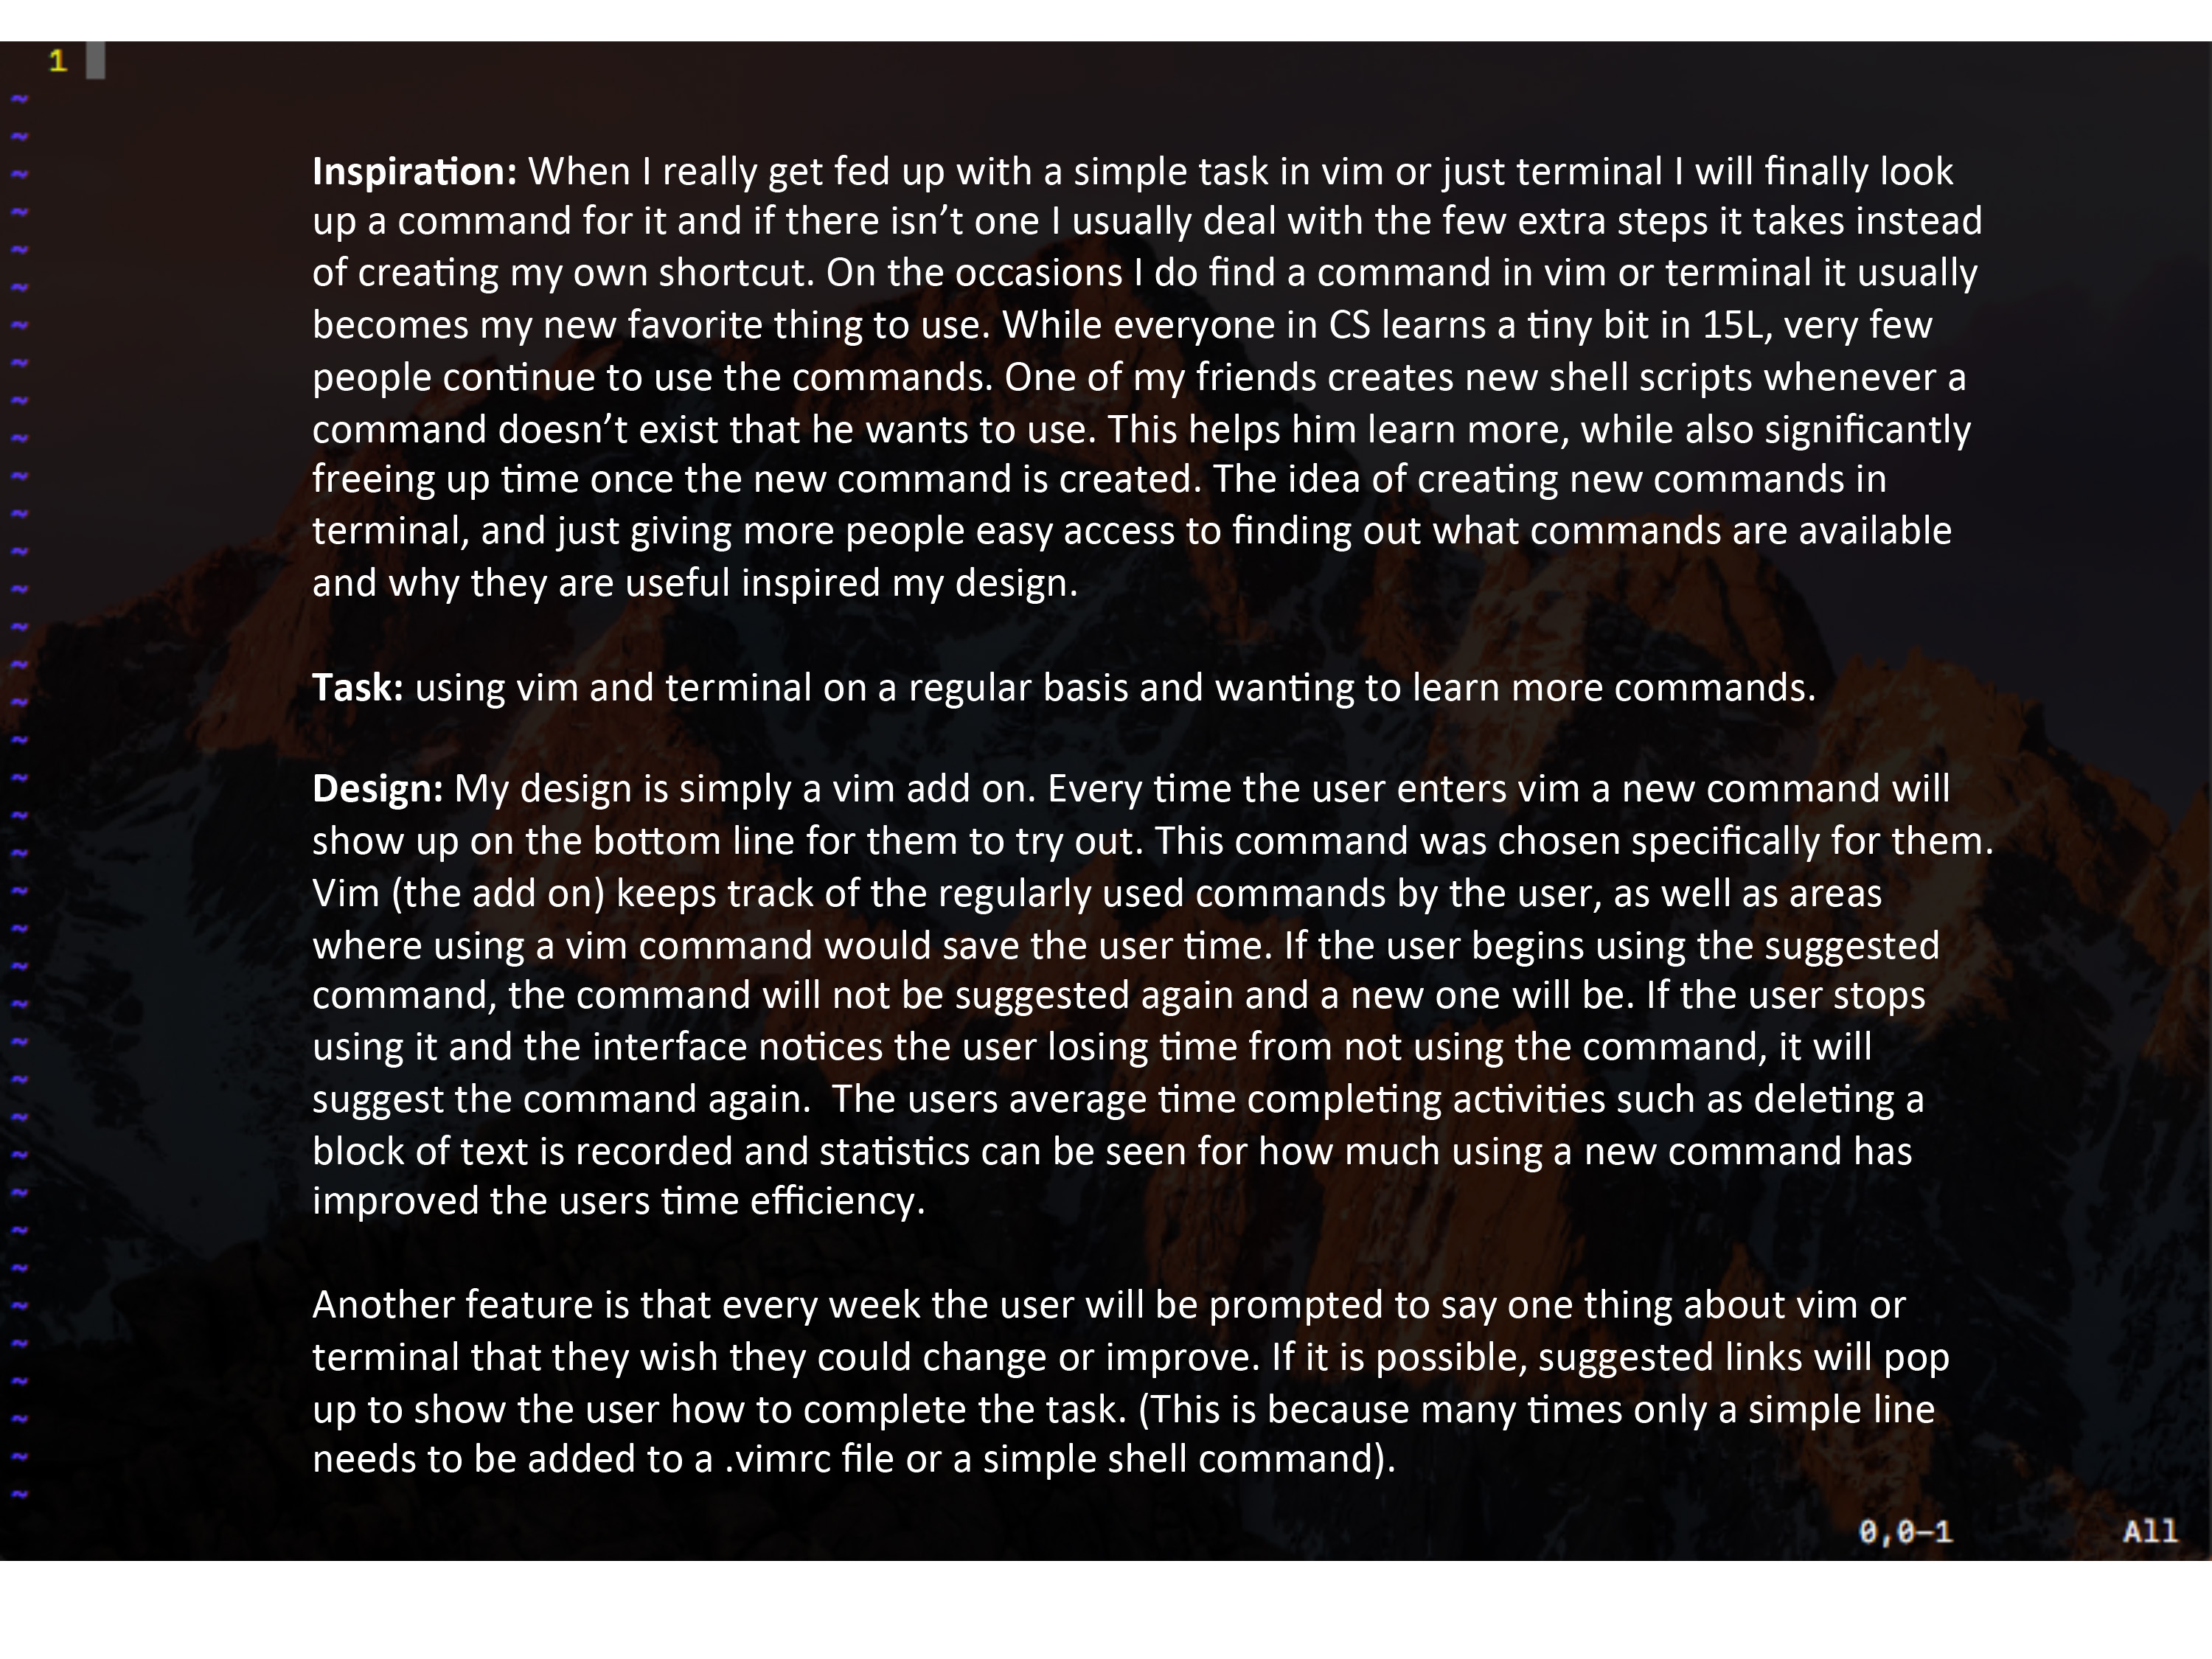 1
~
~
~
Inspiration: When I really get fed up with a simple task in vim or just terminal I will finally look
~
up a command for it and if there isn’t one I usually deal with the few extra steps it takes instead
~
of creating my own shortcut. On the occasions I do find a command in vim or terminal it usually
~
~
becomes my new favorite thing to use. While everyone in CS learns a tiny bit in 15L, very few
~
people continue to use the commands. One of my friends creates new shell scripts whenever a
~
command doesn’t exist that he wants to use. This helps him learn more, while also significantly
~
~
freeing up time once the new command is created. The idea of creating new commands in
~
terminal, and just giving more people easy access to finding out what commands are available
~
~
and why they are useful inspired my design.
~
~
Task: using vim and terminal on a regular basis and wanting to learn more commands.
~
~
~
Design: My design is simply a vim add on. Every time the user enters vim a new command will
~
show up on the bottom line for them to try out. This command was chosen specifically for them.
~
Vim (the add on) keeps track of the regularly used commands by the user, as well as areas
~
where using a vim command would save the user time. If the user begins using the suggested
~
~
command, the command will not be suggested again and a new one will be. If the user stops
~
using it and the interface notices the user losing time from not using the command, it will
~
suggest the command again.  The users average time completing activities such as deleting a
~
~
block of text is recorded and statistics can be seen for how much using a new command has
~
improved the users time efficiency.
~
~
~
Another feature is that every week the user will be prompted to say one thing about vim or
~
terminal that they wish they could change or improve. If it is possible, suggested links will pop
~
up to show the user how to complete the task. (This is because many times only a simple line
~
~
needs to be added to a .vimrc file or a simple shell command).
~
0,0-1 All